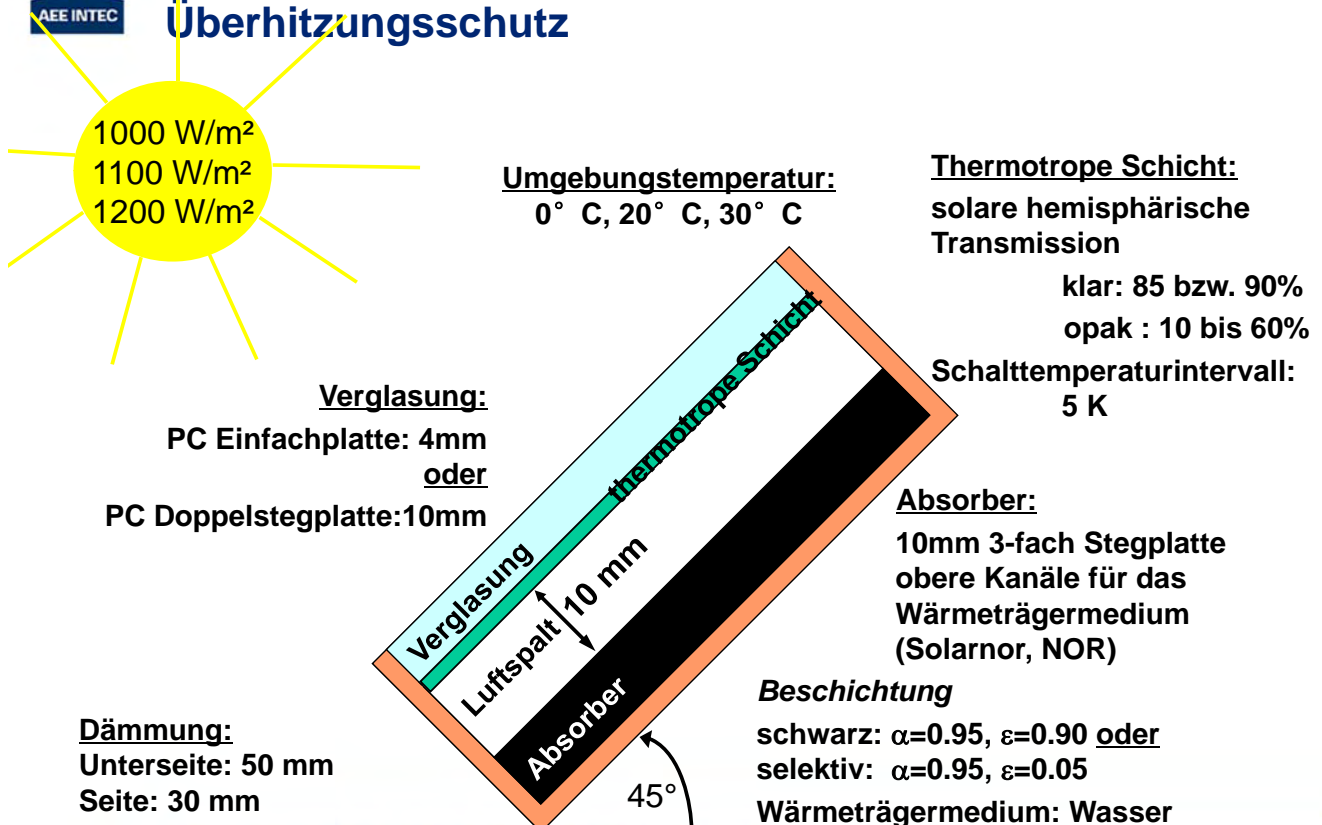 AEE INTEC
Überhitzungsschutz
1000 W/m²
1100 W/m²
1200 W/m²
Umgebungstemperatur:
0° C, 20° C, 30° C
Thermotrope Schicht:
solare hemisphärische
Transmission
klar: 85 bzw. 90%
opak : 10 bis 60%
Schalttemperaturintervall:
5 K
Verglasung:
PC Einfachplatte: 4mm
oder
PC Doppelstegplatte:10mm
thermotrope Schicht
Verglasung
Luftspalt
10 mm
Absorber
Absorber:
10mm 3-fach Stegplatte
obere Kanäle für das
Wärmeträgermedium
(Solarnor, NOR)
Beschichtung
schwarz: α=0.95, ε=0.90 oder
selektiv: α=0.95, ε=0.05
Wärmeträgermedium: Wasser
Dämmung:
Unterseite: 50 mm
Seite: 30 mm
45°